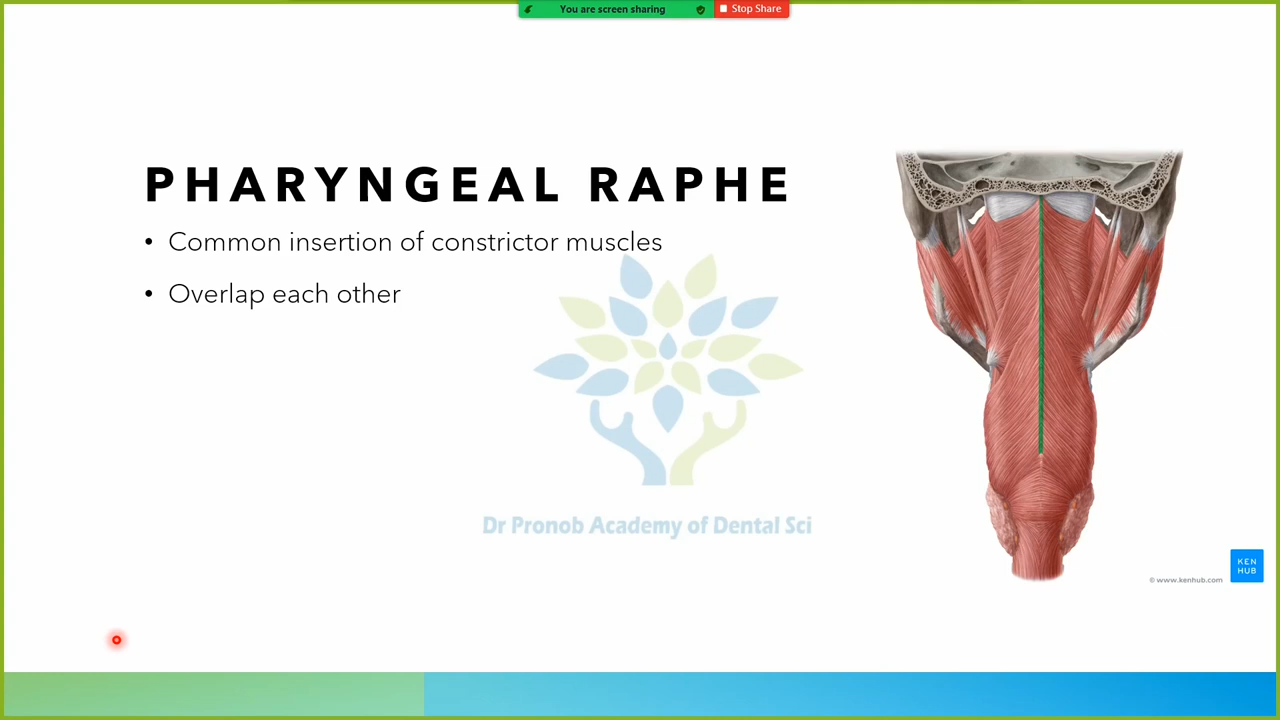 You are screen sharing
Stop Share
PHARYNGEAL RAPHE
• Common insertion of constrictor muscles
• Overlap each other
Dr Pronob Academy of Dental Sci
KEN
HUB
© www.kenhub.com